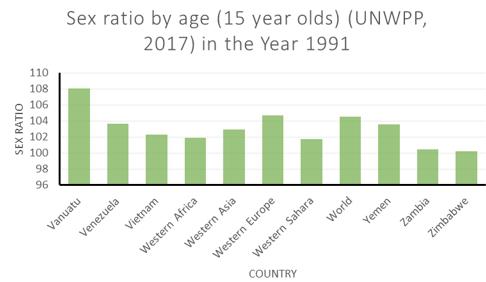 Sex ratio by age (15 year olds) (UNWPP,
2017) in the Year 1991
SEX RATIO
110
108
106
104
102
100
98
96
Vanuatu
Venezuela
Vietnam
Western Africa
Western Asia
Western Europe
Western Sahara
World
Yemen
Zambia
Zimbabwe
COUNTRY